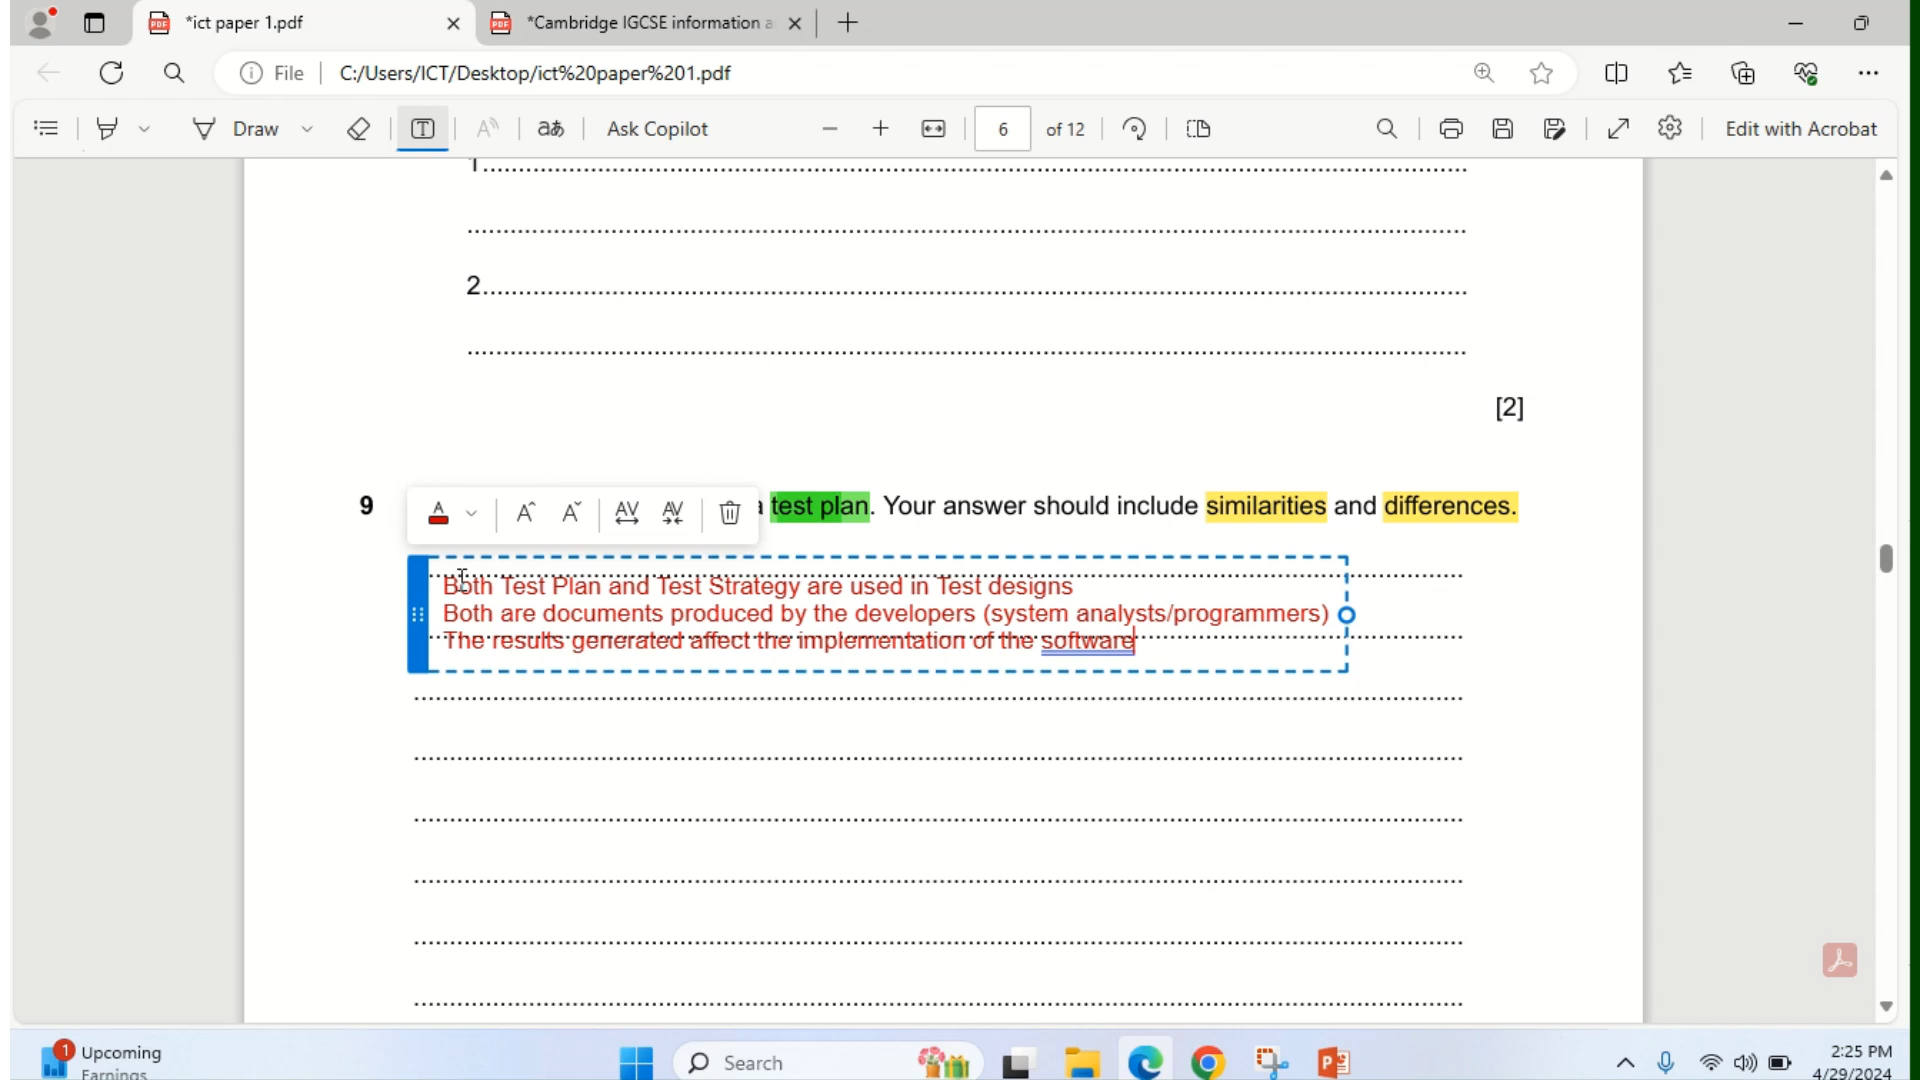 *ict paper 1.pdf
*Cambridge IGCSE information a
File
C:/Users/ICT/Desktop/ict%20paper%201.pdf
Draw
aあ
Ask Copilot
6
of 12
Edit with Acrobat
1
2
[2]
9
test plan. Your answer should include similarities and differences.
Both Test Plan and Test Strategy are used in Test designs
Both are documents produced by the developers (system analysts/programmers)
The results generated affect the implementation of the software
1
Upcoming
Earnings
Search
2:25 PM
4/29/2024